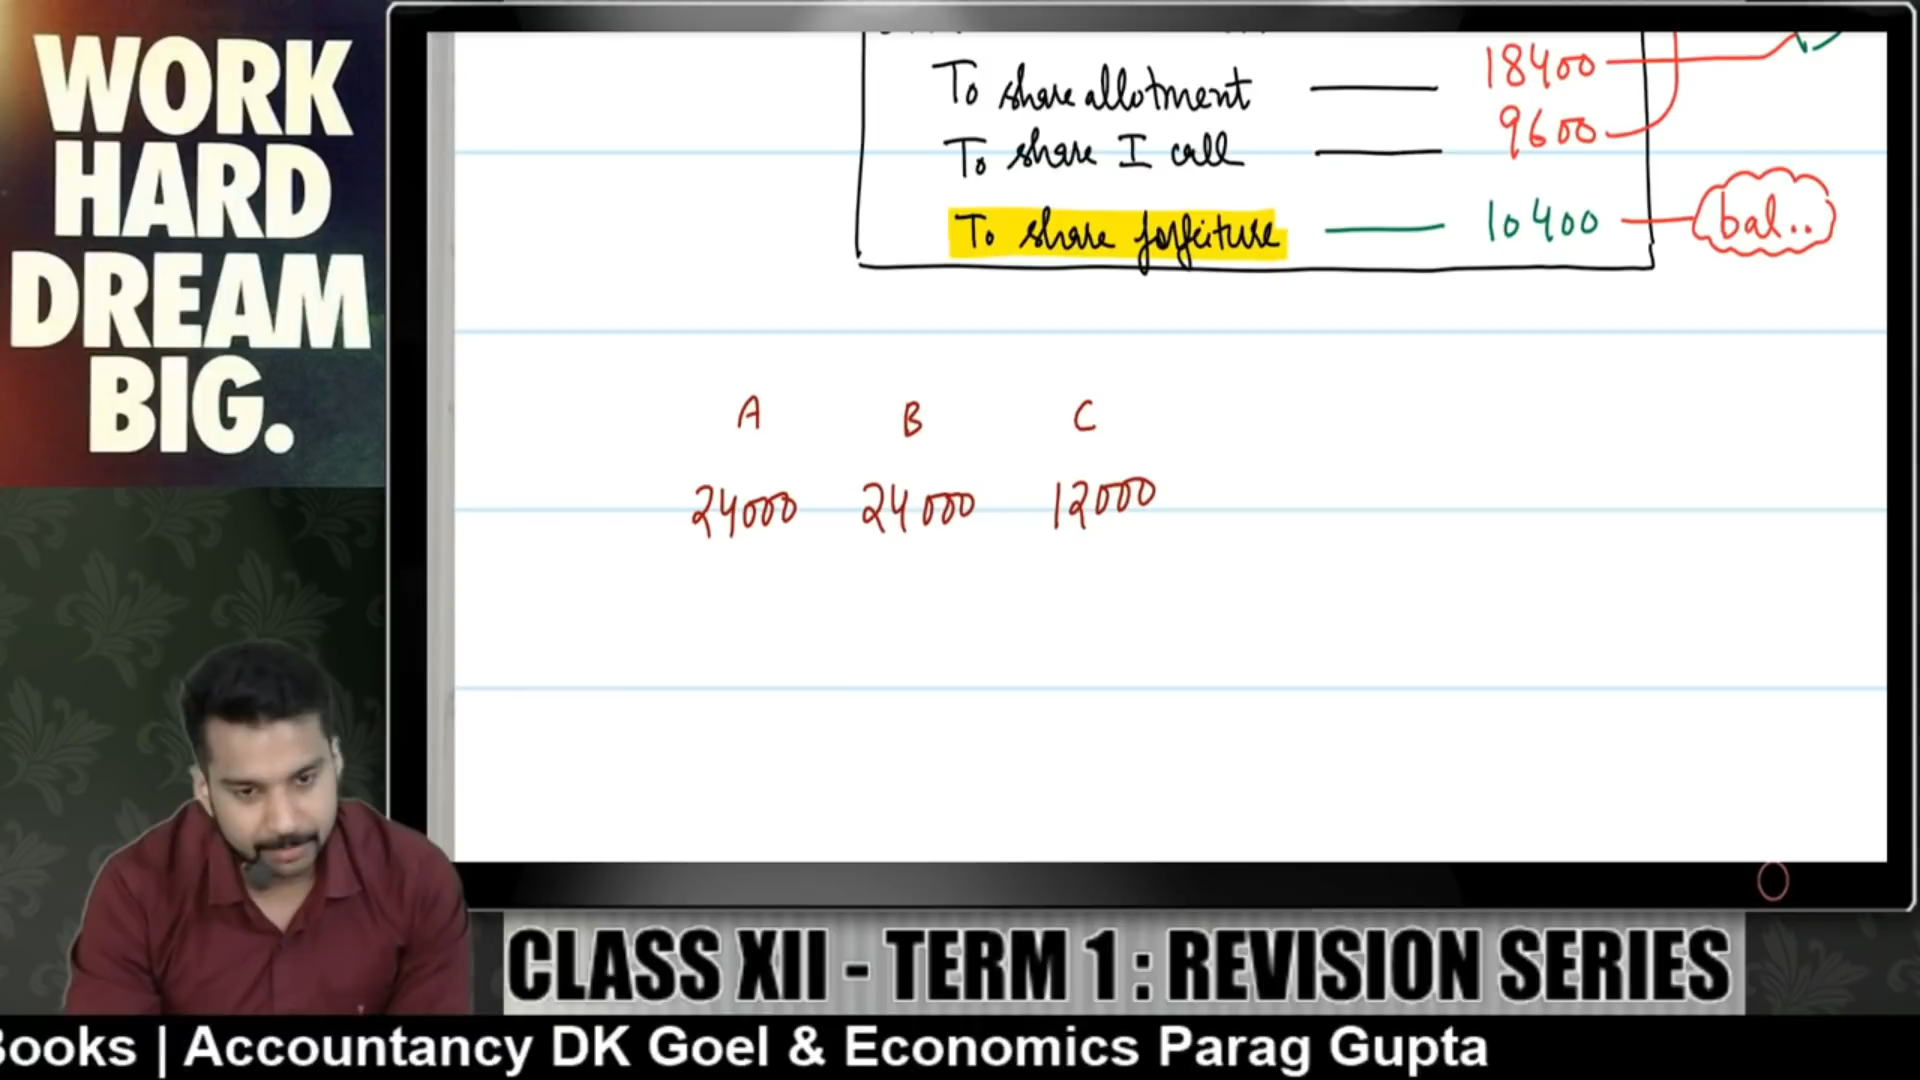 WORK
HARD
DREAM
BIG.
To share allotment 18400
To share I call 9600
To share forfeiture 10400 bal..
A B C
24000 24000 12000
CLASS XII - TERM 1 : REVISION SERIES
Books | Accountancy DK Goel & Economics Parag Gupta